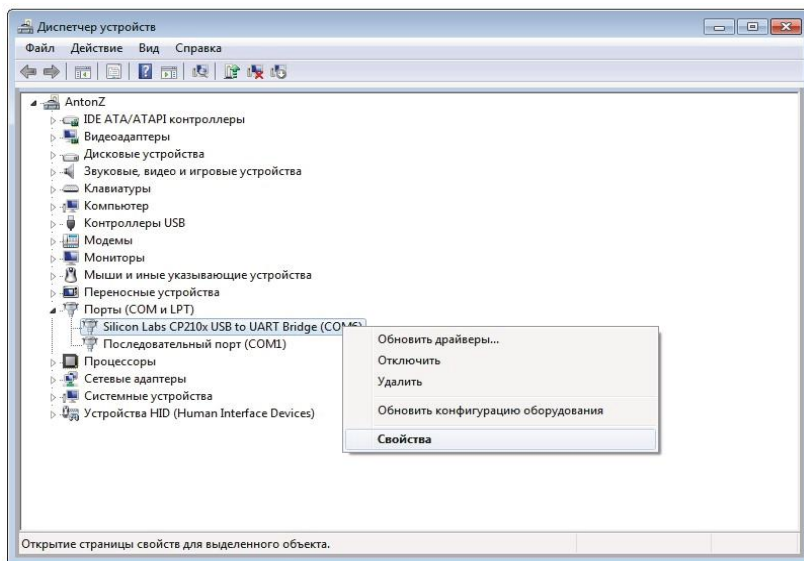 Диспетчер устройств
Файл Действие Вид Справка
AntonZ
IDE ATA/ATAPI контроллеры
Видеоадаптеры
Дисковые устройства
Звуковые, видео и игровые устройства
Клавиатуры
Компьютер
Контроллеры USB
Модемы
Мониторы
Мыши и иные указывающие устройства
Переносные устройства
Порты (COM и LPT)
Silicon Labs CP210x USB to UART Bridge (COM6)
Последовательный порт (COM1)
Процессоры
Сетевые адаптеры
Системные устройства
Устройства HID (Human Interface Devices)
Обновить драйверы...
Отключить
Удалить
Обновить конфигурацию оборудования
Свойства
Открытие страницы свойств для выделенного объекта.